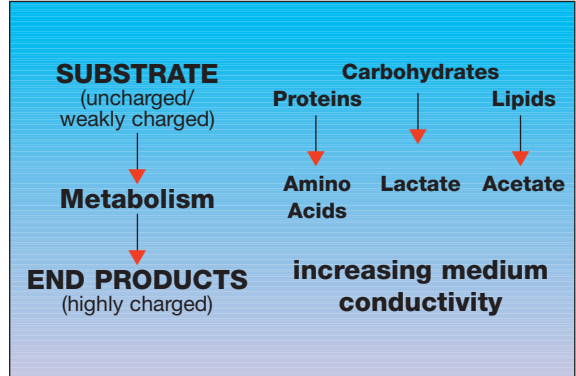 SUBSTRATE
(uncharged/
weakly charged)
Metabolism
END PRODUCTS
(highly charged)
Carbohydrates
Proteins
Lipids
Amino
Acids
Lactate
Acetate
increasing medium
conductivity